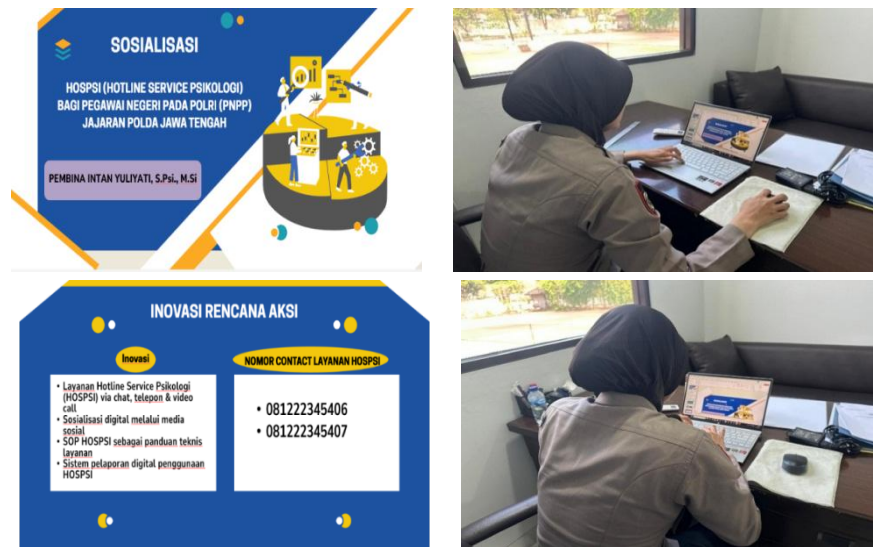 SOSIALISASI
HOSPSI (HOTLINE SERVICE PSIKOLOGI)
BAGI PEGAWAI NEGERI PADA POLRI (PNPP)
JAJARAN POLDA JAWA TENGAH
PEMBINA INTAN YULIYATI, S.Psi., M.Si
INOVASI RENCANA AKSI
Inovasi
• Layanan Hotline Service Psikologi
(HOSPSI) via chat, telepon & video
call
• Sosialisasi digital melalui media
sosial
• SOP HOSPSI sebagai panduan teknis
layanan
• Sistem pelaporan digital penggunaan
HOSPSI
NOMOR CONTACT LAYANAN HOSPSI
• 081222345406
• 081222345407